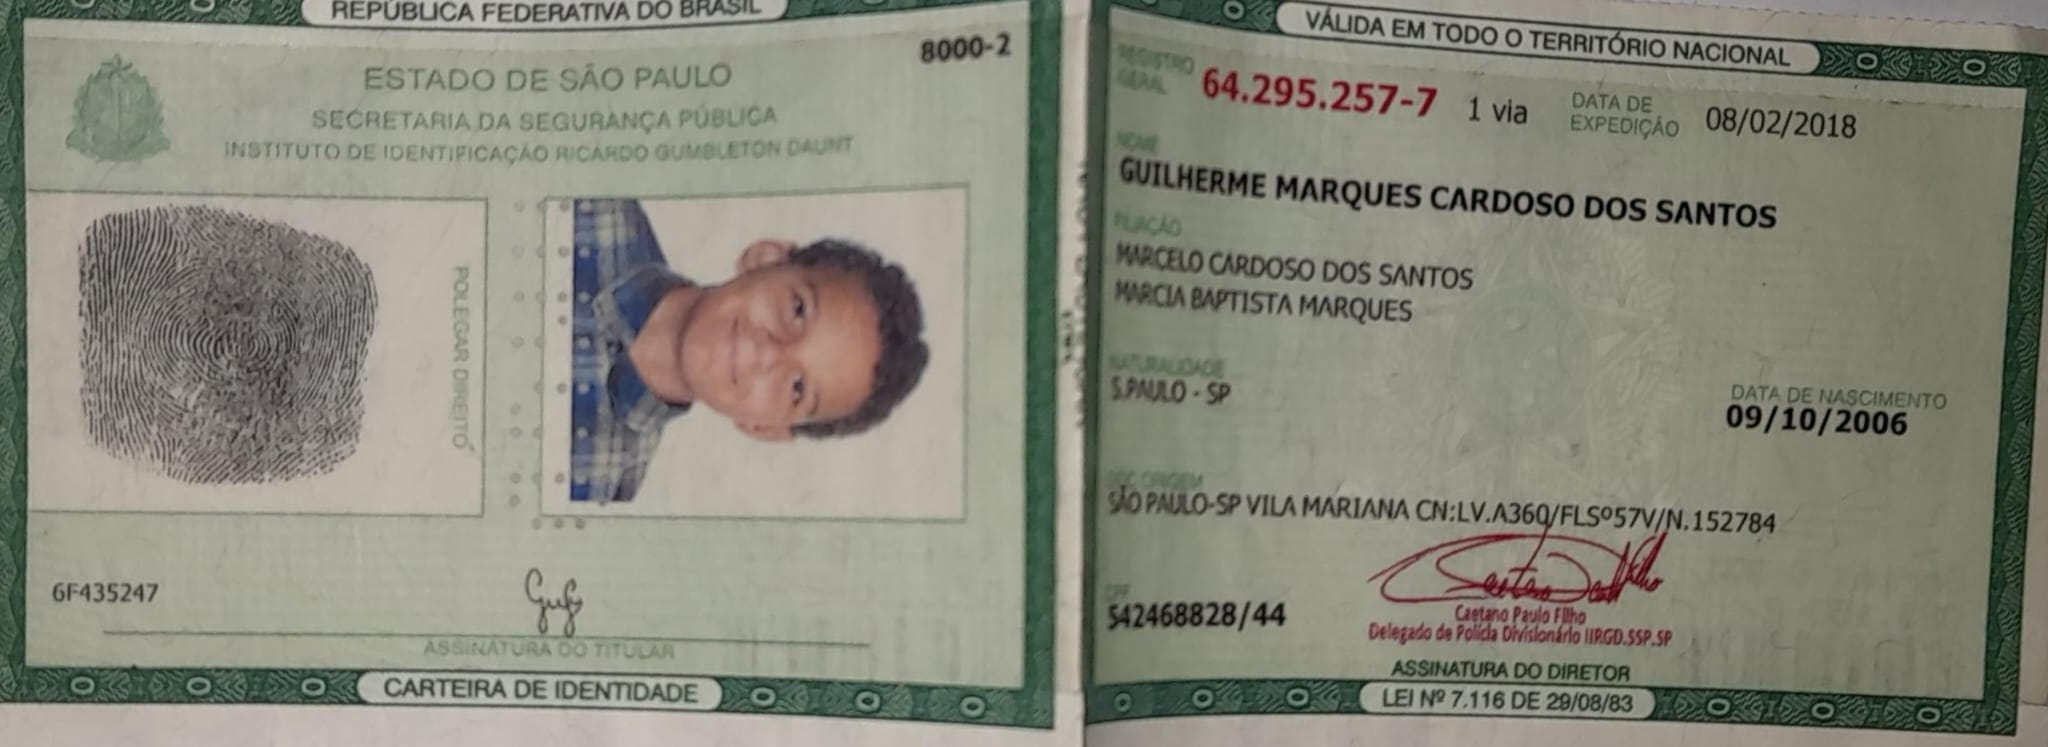 REPÚBLICA FEDERATIVA DO BRASIL
8000-2
ESTADO DE SÃO PAULO
SECRETARIA DA SEGURANÇA PÚBLICA
INSTITUTO DE IDENTIFICAÇÃO RICARDO GUMBLETON DAUNT
POLEGAR DIREITO
6F435247
ASSINATURA DO TITULAR
CARTEIRA DE IDENTIDADE
VÁLIDA EM TODO O TERRITÓRIO NACIONAL
REGISTRO GERAL 64.295.257-7 1 via DATA DE EXPEDIÇÃO 08/02/2018
NOME
GUILHERME MARQUES CARDOSO DOS SANTOS
FILIAÇÃO
MARCELO CARDOSO DOS SANTOS
MARCIA BAPTISTA MARQUES
NATURALIDADE
S.PAULO - SP
DATA DE NASCIMENTO
09/10/2006
DOC ORIGEM
SÃO PAULO-SP VILA MARIANA CN:LV.A360/FLSº57V/N.152784
CPF
542468828/44
Caetano Paulo Filho
Delegado de Polícia Divisionário IIRGD.SSP.SP
ASSINATURA DO DIRETOR
LEI Nº 7.116 DE 29/08/83